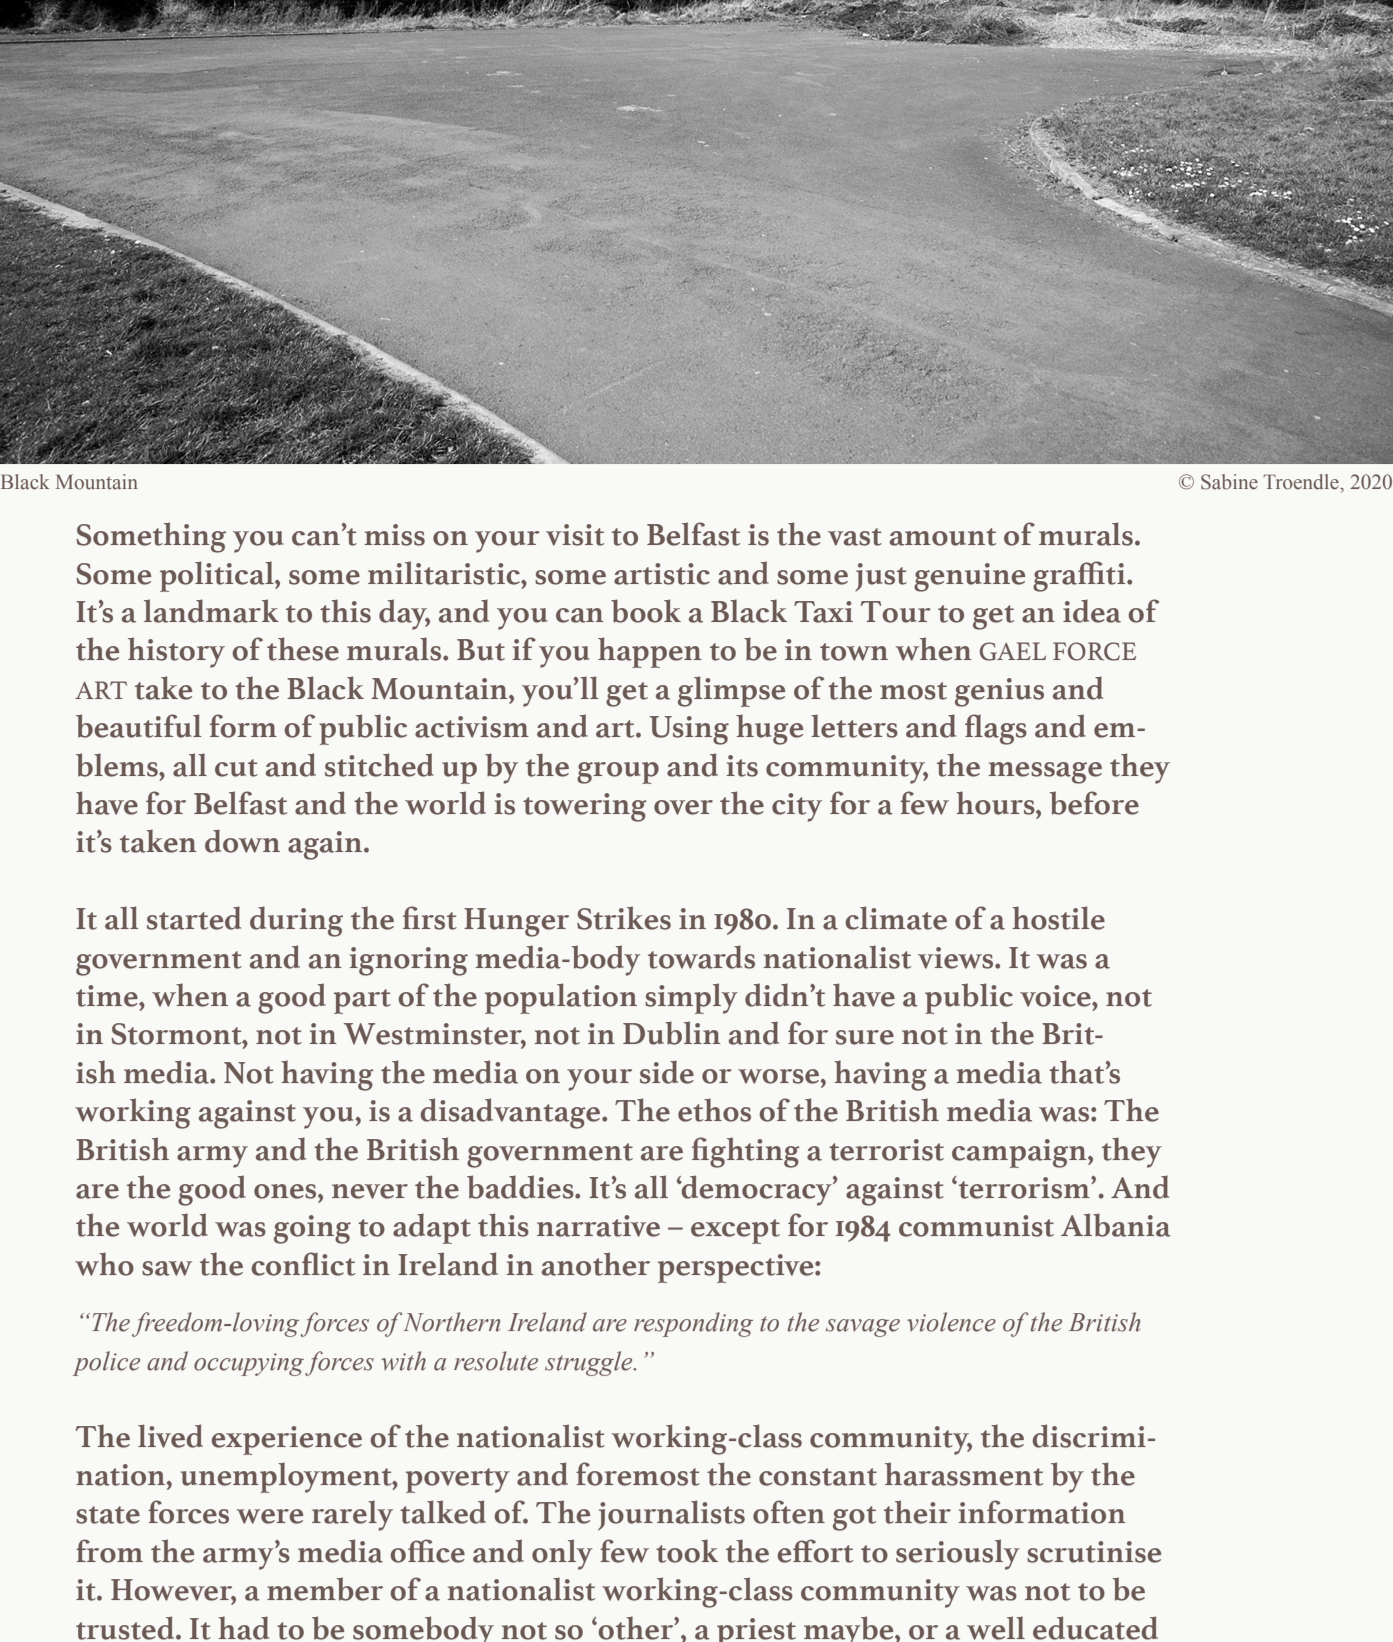 Black Mountain
© Sabine Troendle, 2020
Something you can’t miss on your visit to Belfast is the vast amount of murals.
Some political, some militaristic, some artistic and some just genuine graffiti.
It’s a landmark to this day, and you can book a Black Taxi Tour to get an idea of
the history of these murals. But if you happen to be in town when GAEL FORCE
ART take to the Black Mountain, you’ll get a glimpse of the most genius and
beautiful form of public activism and art. Using huge letters and flags and em-
blems, all cut and stitched up by the group and its community, the message they
have for Belfast and the world is towering over the city for a few hours, before
it’s taken down again.
It all started during the first Hunger Strikes in 1980. In a climate of a hostile
government and an ignoring media-body towards nationalist views. It was a
time, when a good part of the population simply didn’t have a public voice, not
in Stormont, not in Westminster, not in Dublin and for sure not in the Brit-
ish media. Not having the media on your side or worse, having a media that’s
working against you, is a disadvantage. The ethos of the British media was: The
British army and the British government are fighting a terrorist campaign, they
are the good ones, never the baddies. It’s all ‘democracy’ against ‘terrorism’. And
the world was going to adapt this narrative – except for 1984 communist Albania
who saw the conflict in Ireland in another perspective:
“The freedom-loving forces of Northern Ireland are responding to the savage violence of the British
police and occupying forces with a resolute struggle.”
The lived experience of the nationalist working-class community, the discrimi-
nation, unemployment, poverty and foremost the constant harassment by the
state forces were rarely talked of. The journalists often got their information
from the army’s media office and only few took the effort to seriously scrutinise
it. However, a member of a nationalist working-class community was not to be
trusted. It had to be somebody not so ‘other’, a priest maybe, or a well educated